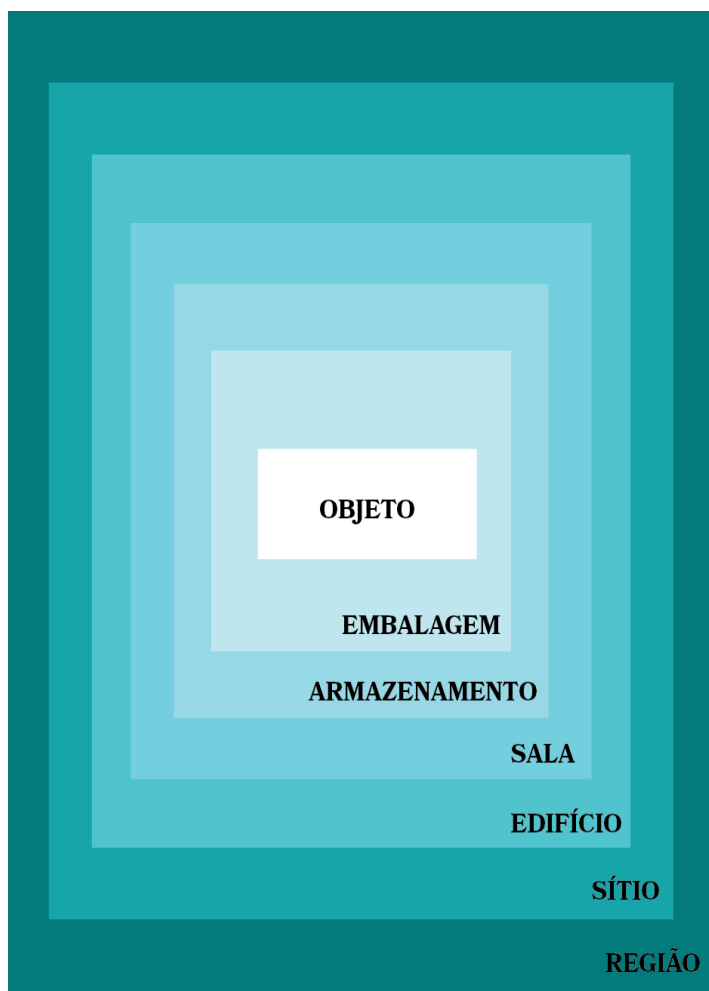 OBJETO
EMBALAGEM
ARMAZENAMENTO
SALA
EDIFÍCIO
SÍTIO
REGIÃO